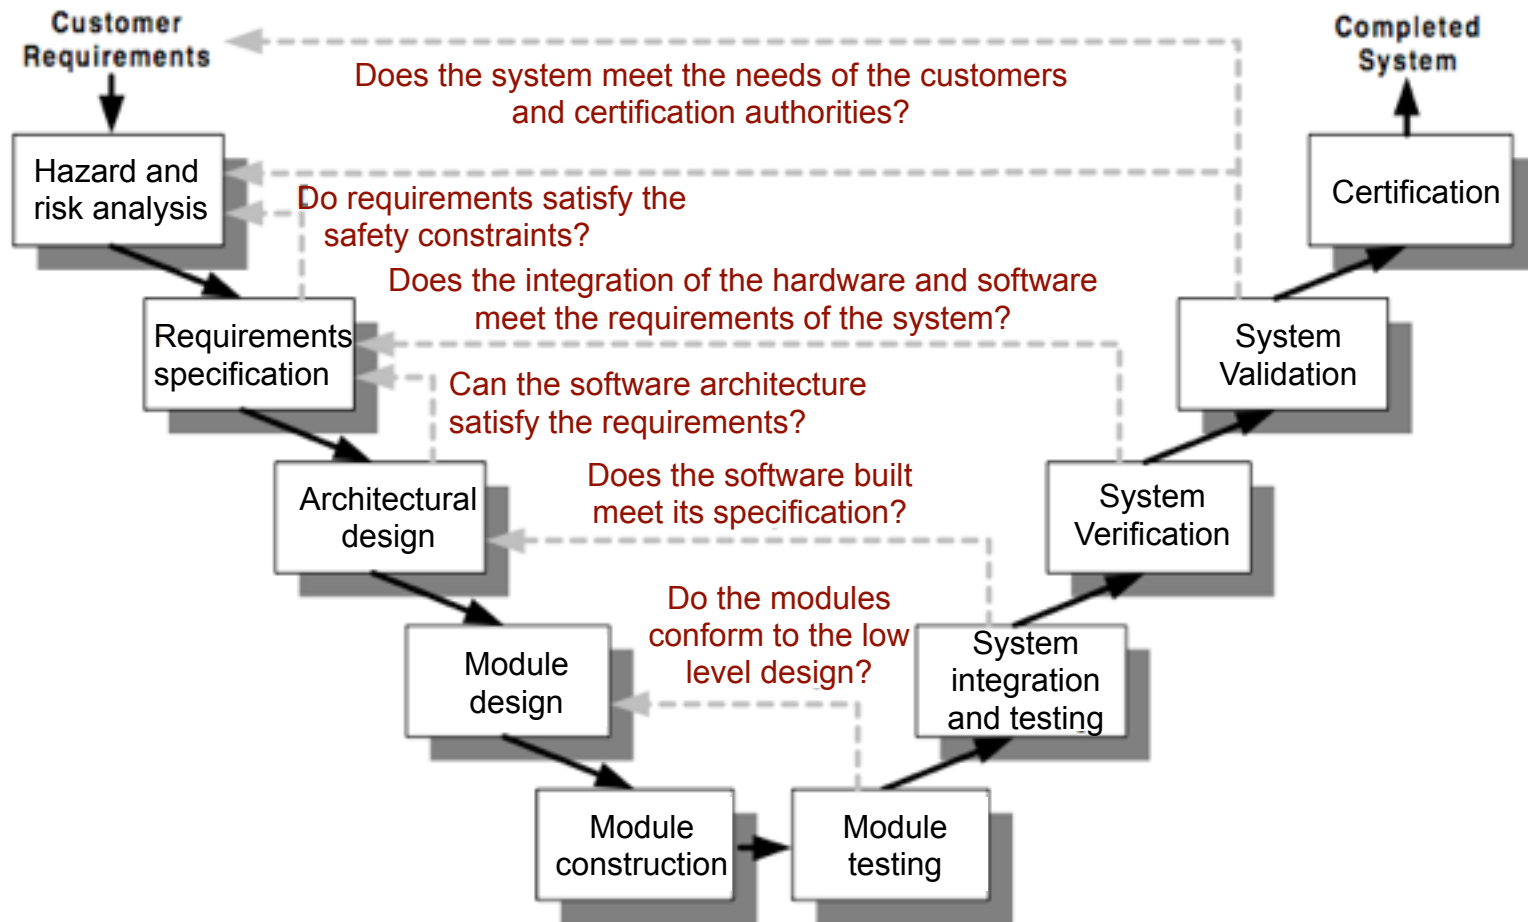 Customer
Requirements
Completed
System
Does the system meet the needs of the customers
and certification authorities?
Hazard and
risk analysis
Certification
Do requirements satisfy the
safety constraints?
Does the integration of the hardware and software
meet the requirements of the system?
Requirements
specification
System
Validation
Can the software architecture
satisfy the requirements?
Does the software built
meet its specification?
Architectural
design
System
Verification
Do the modules
conform to the low
level design?
Module
design
System
integration
and testing
Module
construction
Module
testing